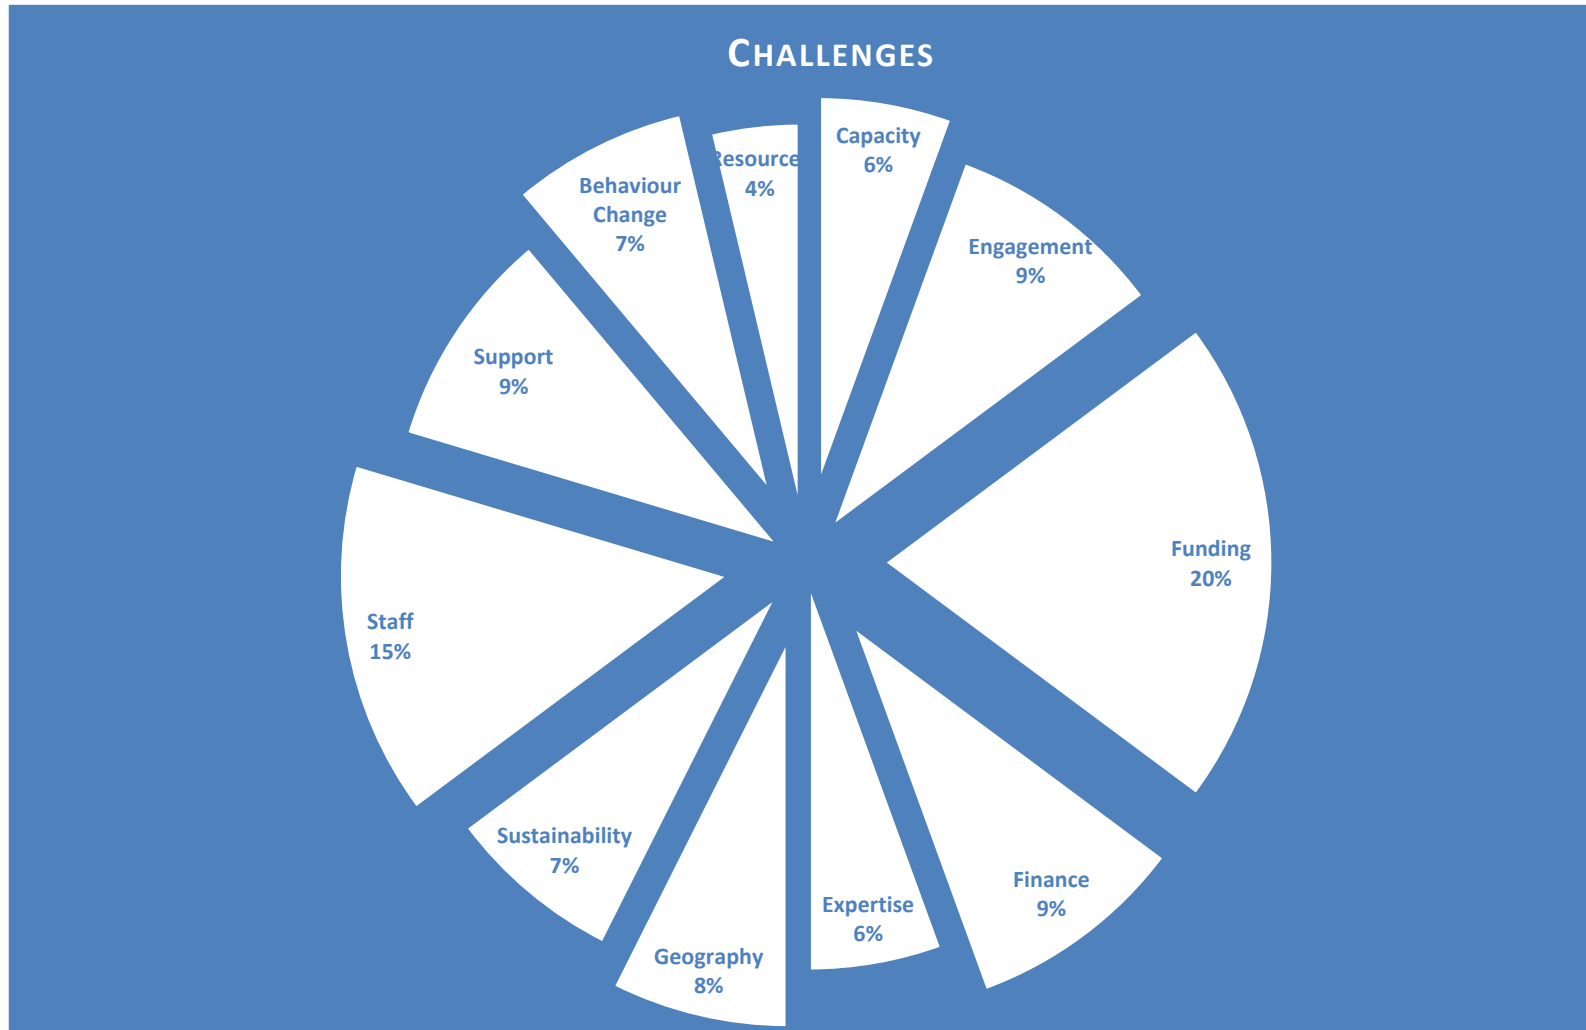 CHALLENGES
Capacity
6%
Engagement
9%
Funding
20%
Finance
9%
Expertise
6%
Geography
8%
Sustainability
7%
Staff
15%
Support
9%
Behaviour
Change
7%
Resource
4%